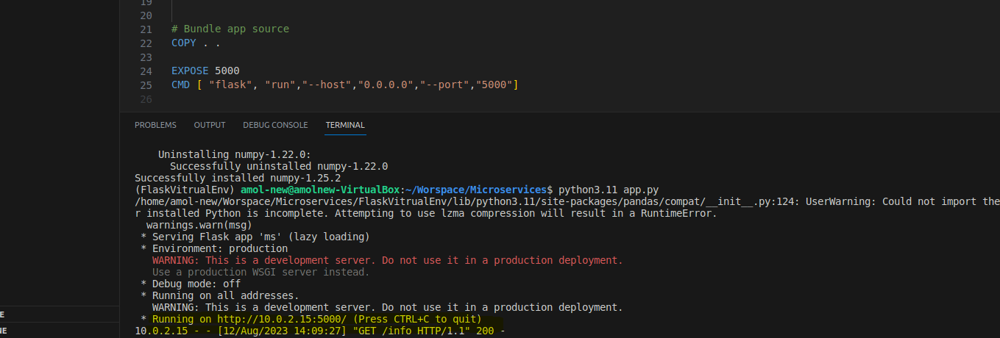 19
20
21 # Bundle app source
22 COPY . .
23
24 EXPOSE 5000
25 CMD [ "flask", "run","--host","0.0.0.0","--port","5000"]
26
PROBLEMS OUTPUT DEBUG CONSOLE TERMINAL
Uninstalling numpy-1.22.0:
Successfully uninstalled numpy-1.22.0
Successfully installed numpy-1.25.2
(FlaskVitrualEnv) amol-new@amolnew-VirtualBox:~/Worspace/Microservices$ python3.11 app.py
/home/amol-new/Worspace/Microservices/FlaskVitrualEnv/lib/python3.11/site-packages/pandas/compat/__init__.py:124: UserWarning: Could not import the
r installed Python is incomplete. Attempting to use lzma compression will result in a RuntimeError.
warnings.warn(msg)
* Serving Flask app 'ms' (lazy loading)
* Environment: production
WARNING: This is a development server. Do not use it in a production deployment.
Use a production WSGI server instead.
* Debug mode: off
* Running on all addresses.
WARNING: This is a development server. Do not use it in a production deployment.
* Running on http://10.0.2.15:5000/ (Press CTRL+C to quit)
10.0.2.15 - - [12/Aug/2023 14:09:27] "GET /info HTTP/1.1" 200 -
E
NE